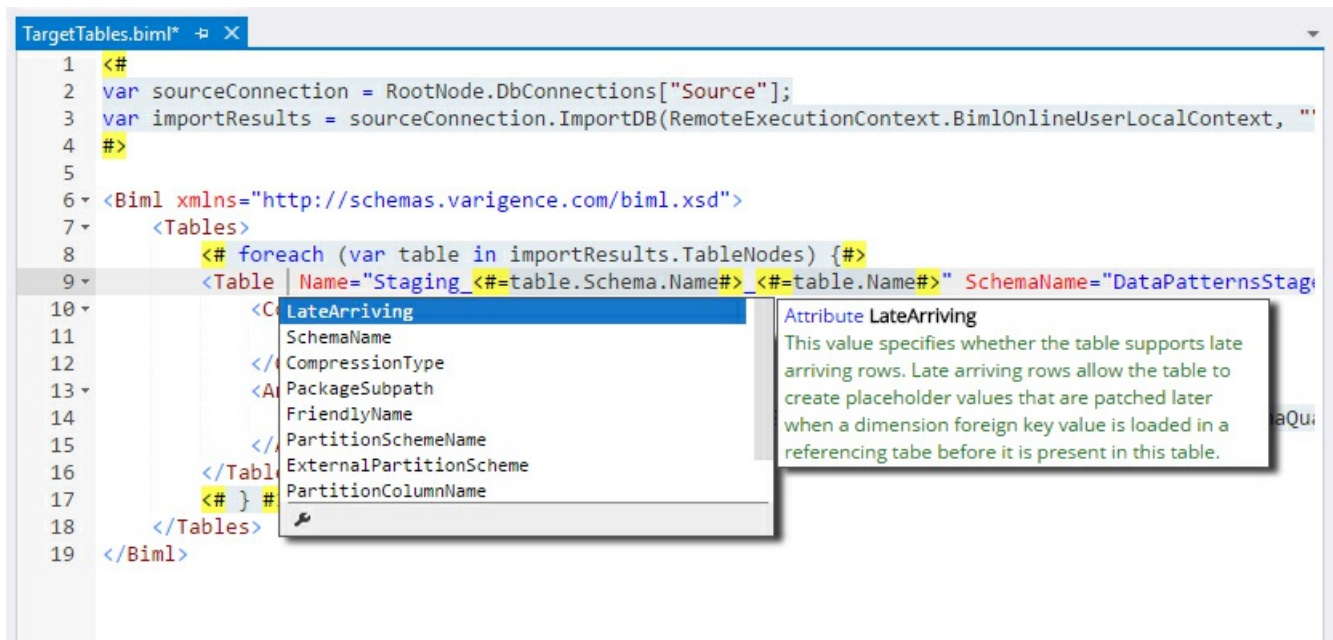 TargetTables.biml*
1 <#
2 var sourceConnection = RootNode.DbConnections["Source"];
3 var importResults = sourceConnection.ImportDB(RemoteExecutionContext.BimlOnlineUserLocalContext, "'
4 #>
5
6 <Biml xmlns="http://schemas.varigence.com/biml.xsd">
7 <Tables>
8 <# foreach (var table in importResults.TableNodes) {#>
9 <Table Name="Staging_<#=table.Schema.Name#>_<#=table.Name#>" SchemaName="DataPatternsStage
10 <C
11
12 </
13 <A
14 aQua
15 </
16 </Table
17 <# } #
18 </Tables>
19 </Biml>
LateArriving
SchemaName
CompressionType
PackageSubpath
FriendlyName
PartitionSchemeName
ExternalPartitionScheme
PartitionColumnName
Attribute LateArriving
This value specifies whether the table supports late
arriving rows. Late arriving rows allow the table to
create placeholder values that are patched later
when a dimension foreign key value is loaded in a
referencing tabe before it is present in this table.